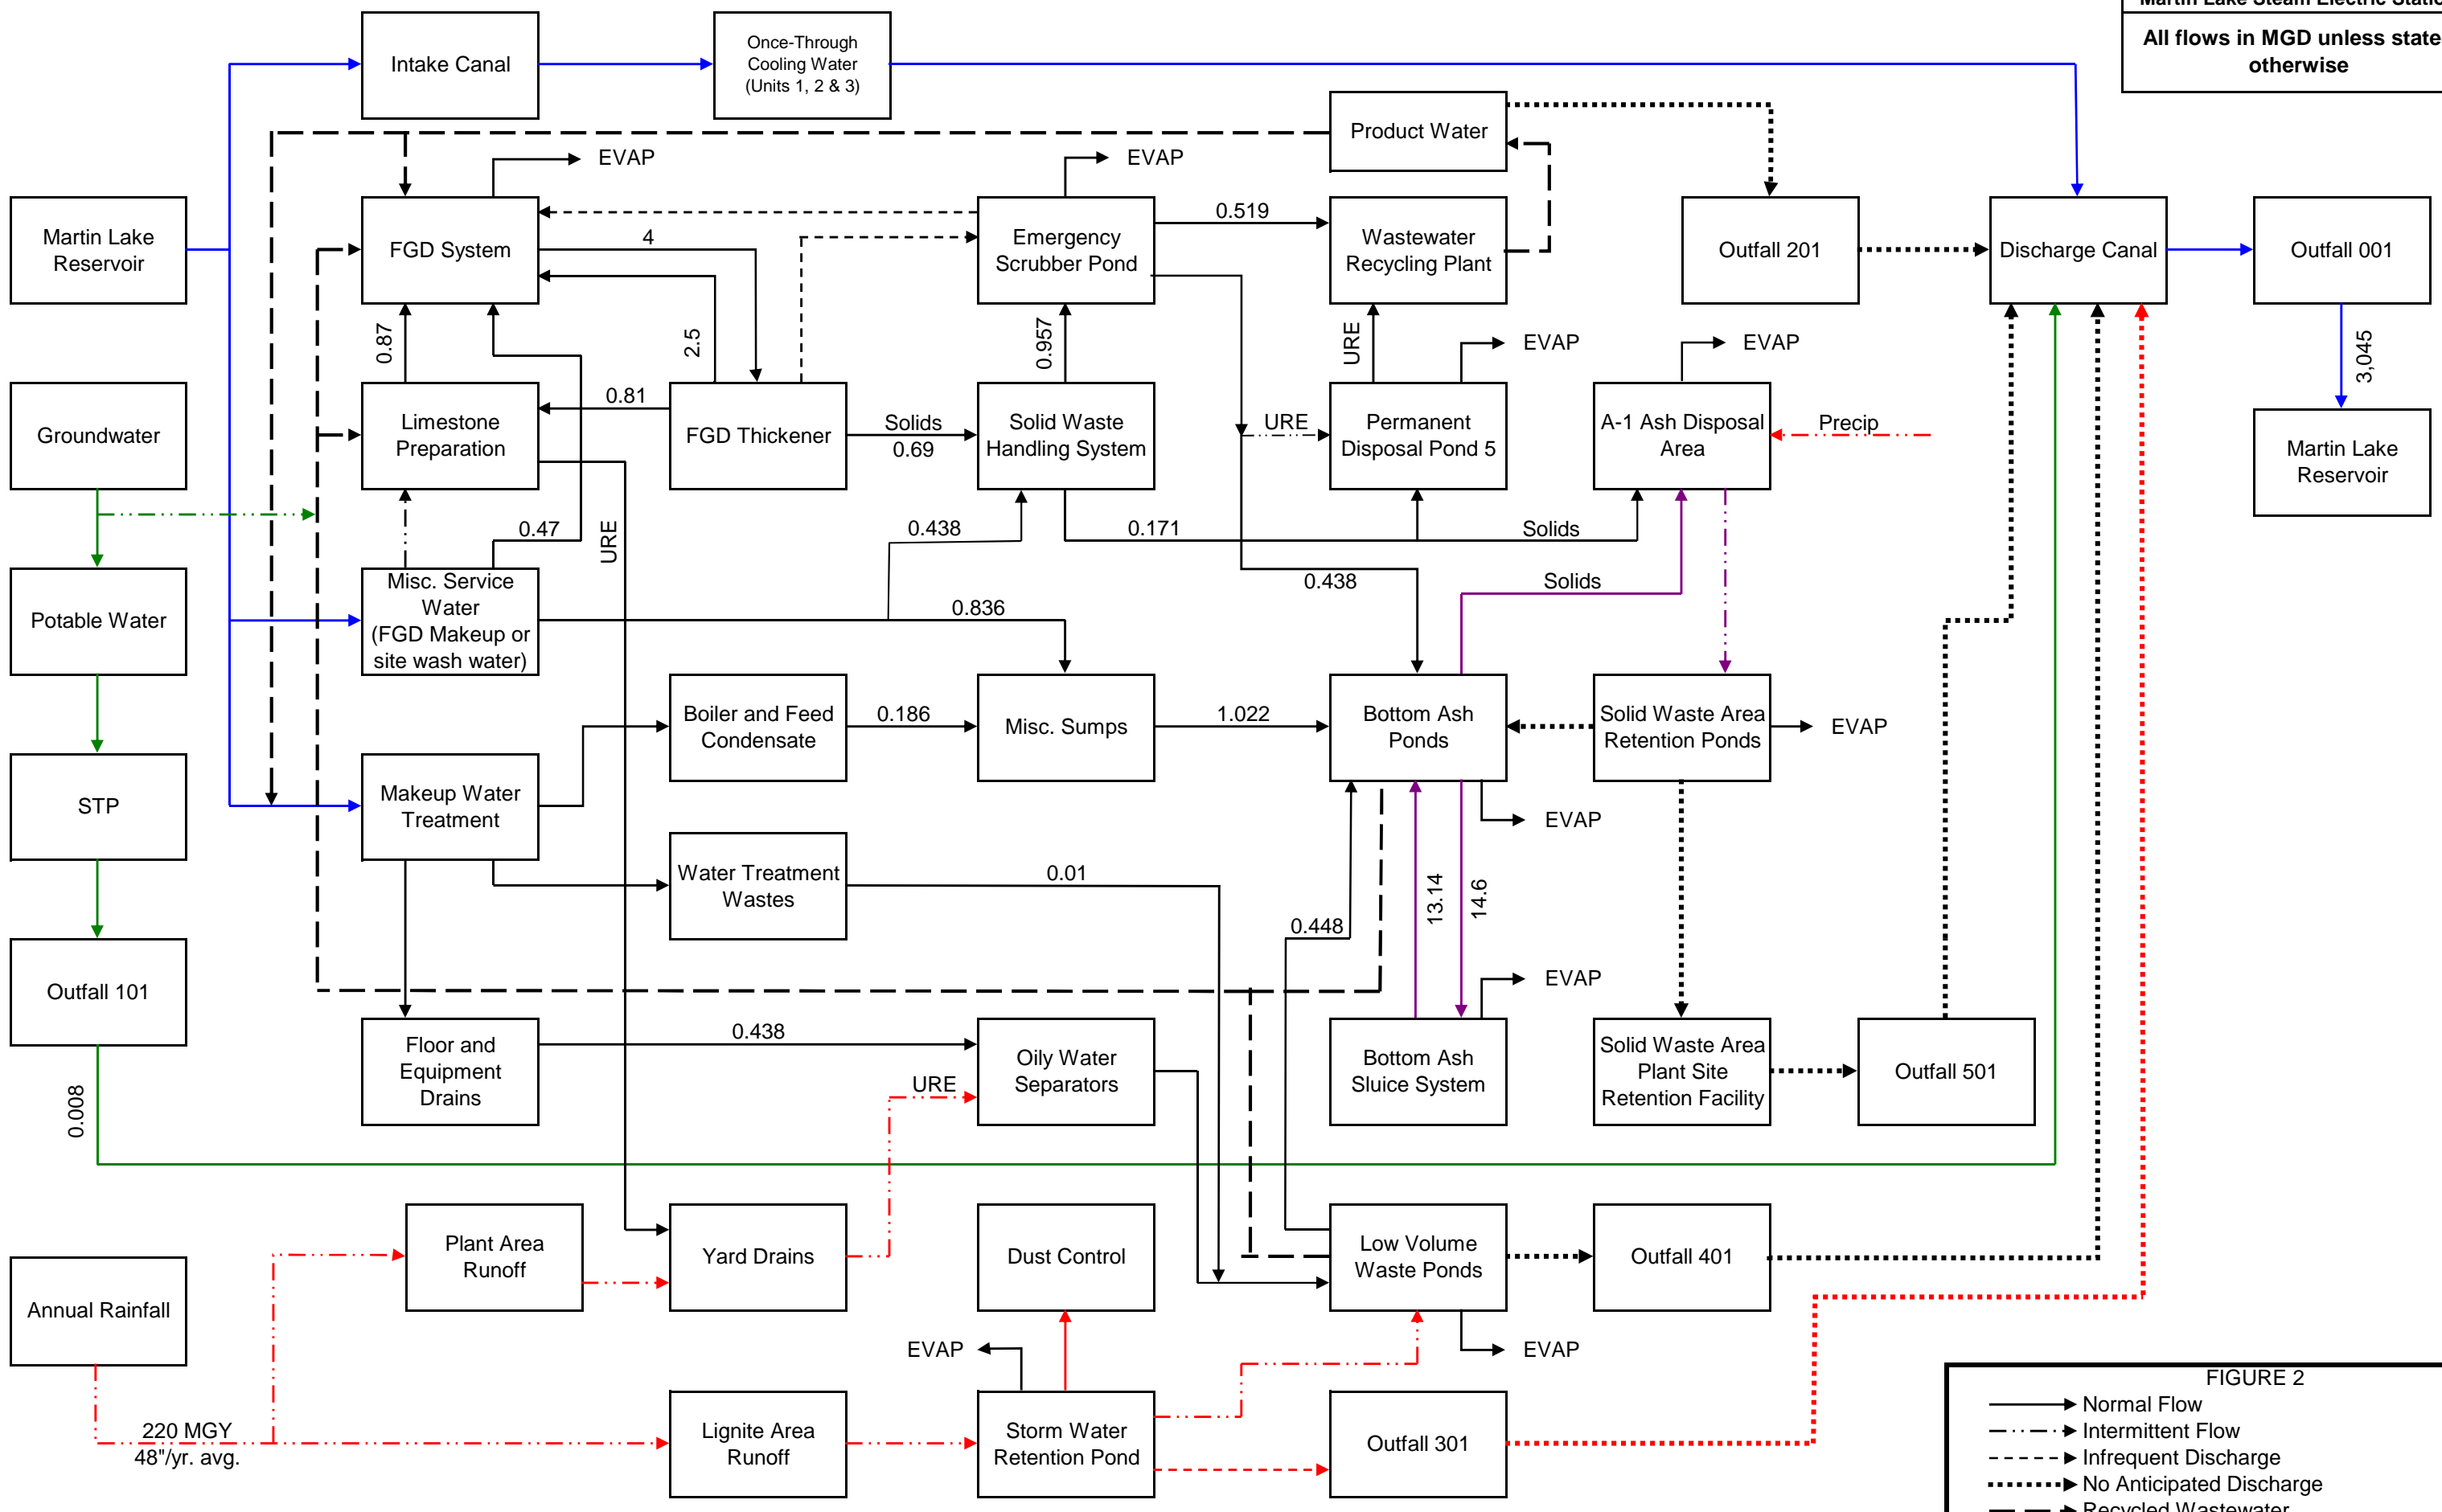 Martin Lake Steam Electric Statio
All flows in MGD unless state
otherwise
Intake Canal
Once-Through
Cooling Water
(Units 1, 2 & 3)
Product Water
EVAP
EVAP
Martin Lake
Reservoir
FGD System
4
Emergency
Scrubber Pond
0.519
Wastewater
Recycling Plant
Outfall 201
Discharge Canal
Outfall 001
0.87
2.5
0.957
URE
EVAP
EVAP
3,045
Groundwater
Limestone
Preparation
0.81
FGD Thickener
Solids
0.69
Solid Waste
Handling System
URE
Permanent
Disposal Pond 5
A-1 Ash Disposal
Area
Precip
Martin Lake
Reservoir
0.47
URE
0.438
0.171
Solids
Potable Water
Misc. Service
Water
(FGD Makeup or
site wash water)
0.836
0.438
Solids
Boiler and Feed
Condensate
0.186
Misc. Sumps
1.022
Bottom Ash
Ponds
Solid Waste Area
Retention Ponds
EVAP
STP
Makeup Water
Treatment
EVAP
Water Treatment
Wastes
0.01
0.448
13.14
14.6
Outfall 101
EVAP
0.008
Floor and
Equipment
Drains
0.438
URE
Oily Water
Separators
Bottom Ash
Sluice System
Solid Waste Area
Plant Site
Retention Facility
Outfall 501
Annual Rainfall
Plant Area
Runoff
Yard Drains
Dust Control
Low Volume
Waste Ponds
Outfall 401
EVAP
EVAP
220 MGY
48"/yr. avg.
Lignite Area
Runoff
Storm Water
Retention Pond
Outfall 301
FIGURE 2
Normal Flow
Intermittent Flow
Infrequent Discharge
No Anticipated Discharge
Recycled Wastewater